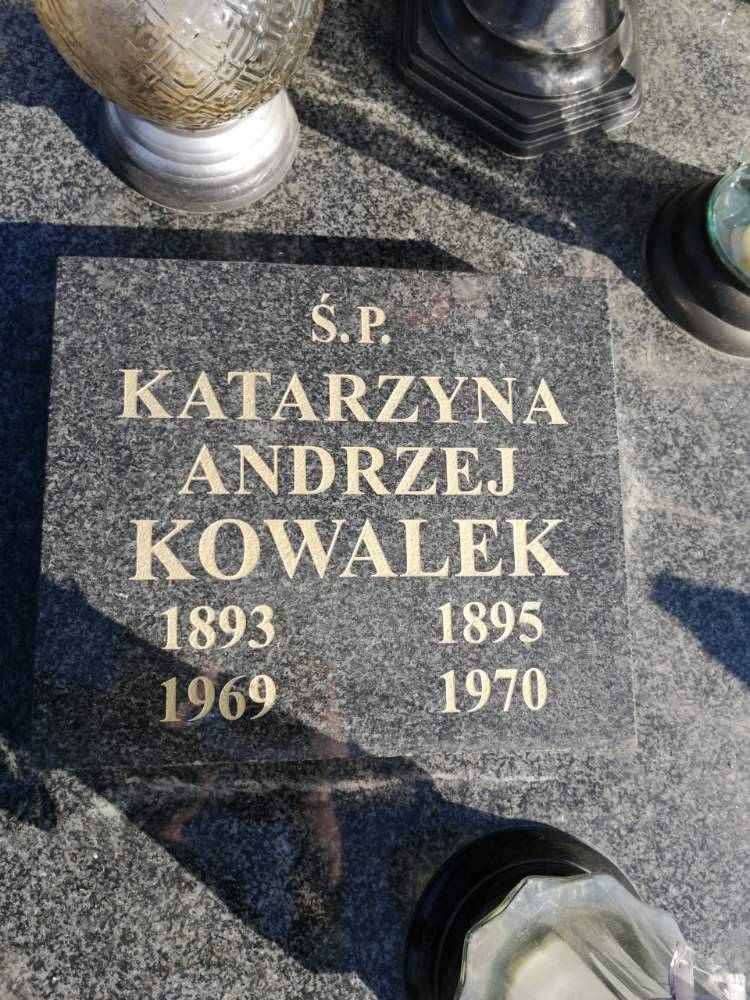 Ś.P.
KATARZYNA
ANDRZEJ
KOWALEK
1893 1895
1969 1970